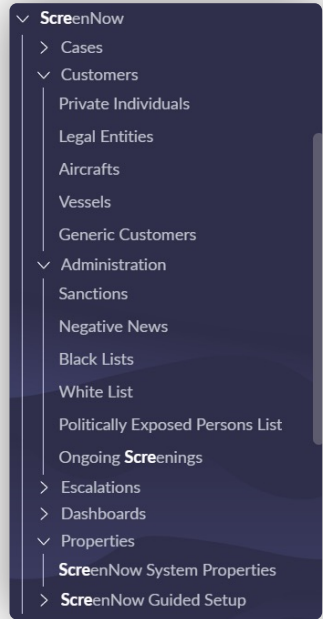 ScreenNow
Cases
Customers
Private Individuals
Legal Entities
Aircrafts
Vessels
Generic Customers
Administration
Sanctions
Negative News
Black Lists
White List
Politically Exposed Persons List
Ongoing Screenings
Escalations
Dashboards
Properties
ScreenNow System Properties
ScreenNow Guided Setup